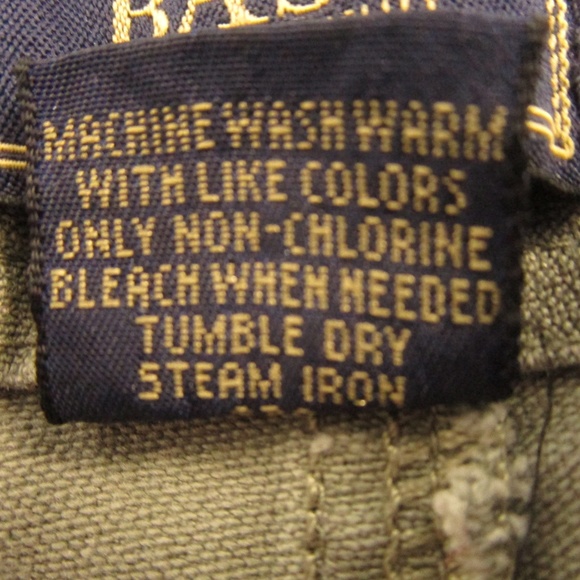 MACHINE WASH WARM
WITH LIKE COLORS
ONLY NON-CHLORINE
BLEACH WHEN NEEDED
TUMBLE DRY
STEAM IRON